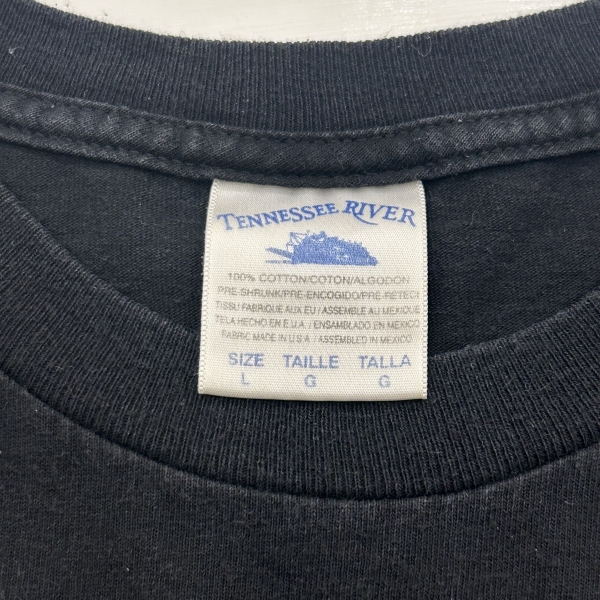 TENNESSEE RIVER
100% COTTON/COTON/ALGODON
PRE-SHRUNK/PRE-ENCOGIDO/PRE-RETECI
TISSU FABRIQUE AUX EU / ASSEMBLE AU MEXIQUE
TELA HECHO EN E.U.A / ENSAMBLADO EN MEXICO
FABRIC MADE IN U.S.A / ASSEMBLED IN MEXICO
SIZE TAILLE TALLA
L G G